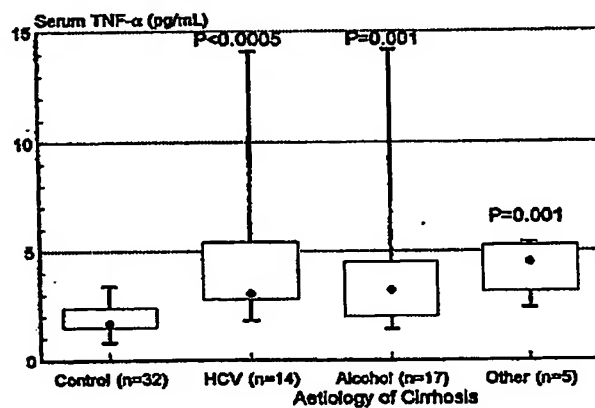 Serum TNF-α (pg/mL)
15
P<0.0005 P=0.001
10
P=0.001
5
0
Control (n=32) HCV (n=14) Alcohol (n=17) Other (n=5)
Aetiology of Cirrhosis